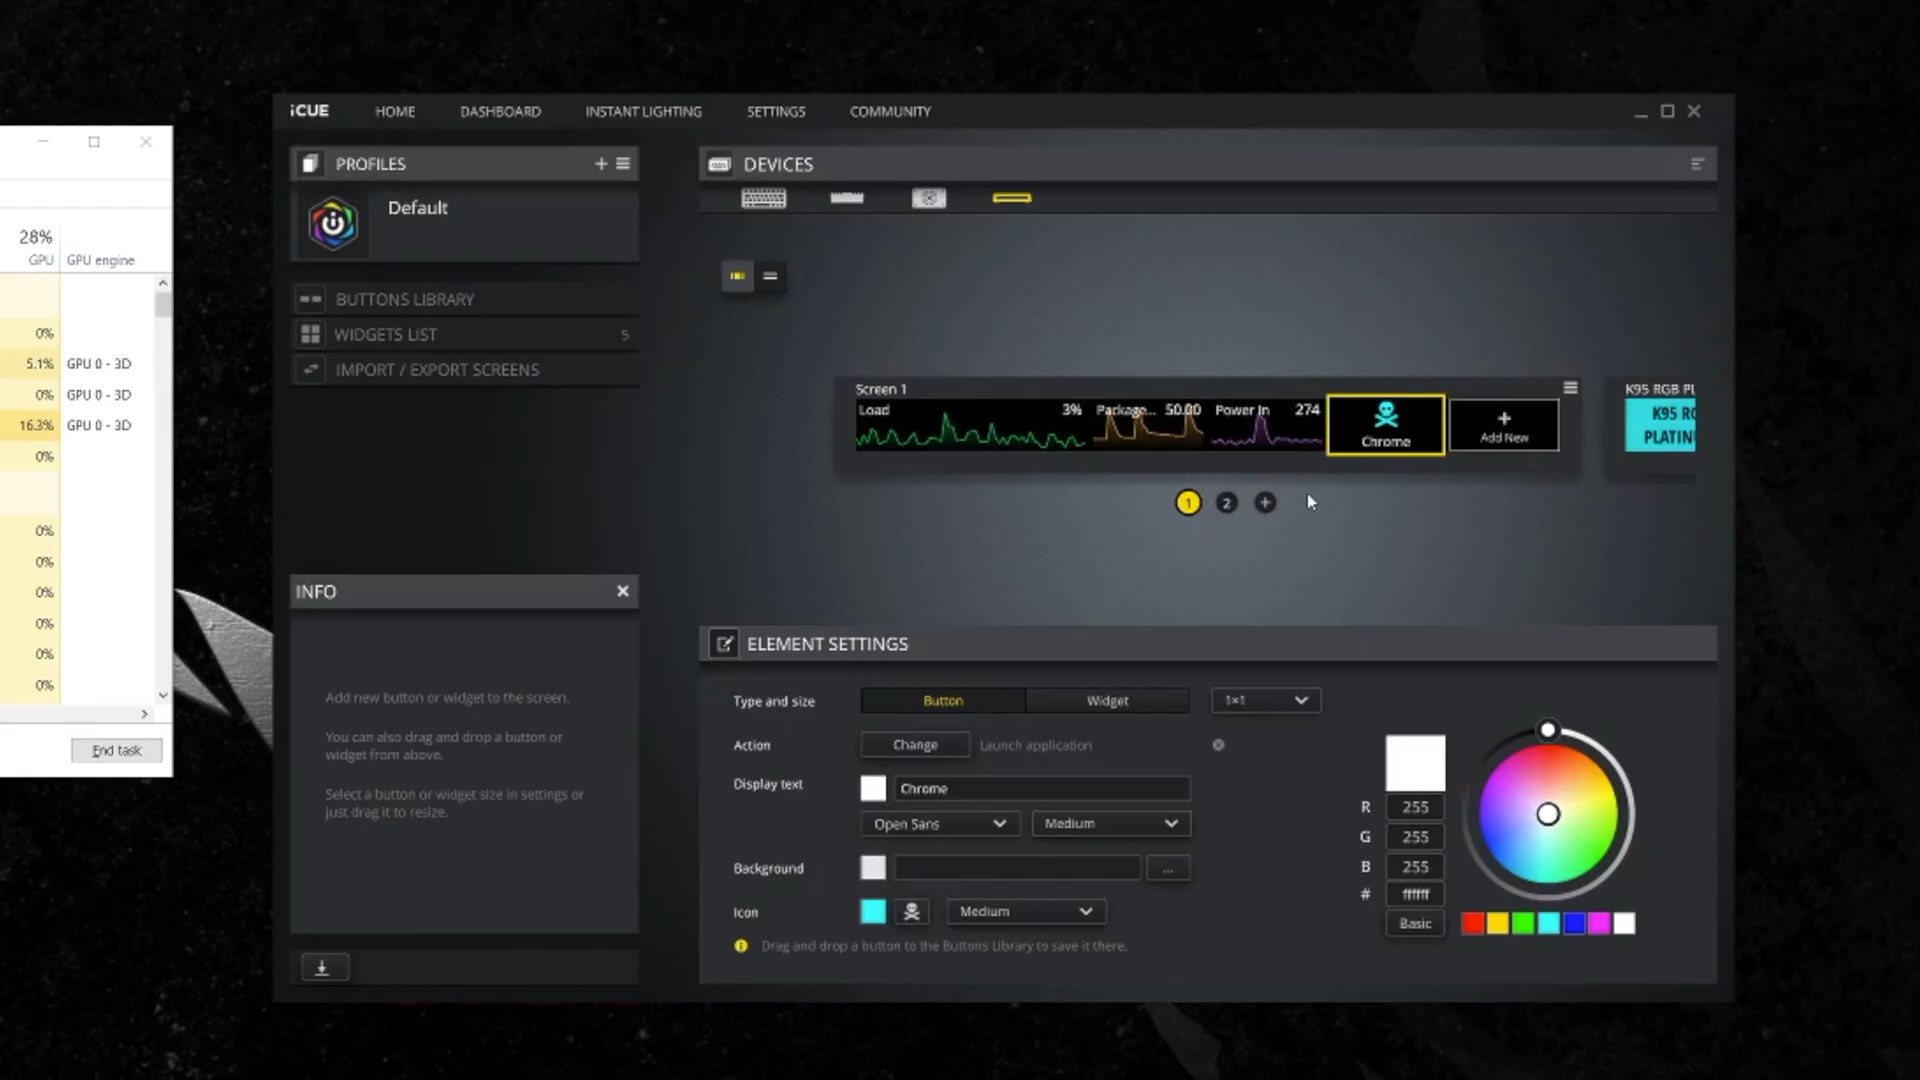 iCUE HOME DASHBOARD INSTANT LIGHTING SETTINGS COMMUNITY
PROFILES
Default
BUTTONS LIBRARY
WIDGETS LIST 5
IMPORT / EXPORT SCREENS
INFO
Add new button or widget to the screen.
You can also drag and drop a button or
widget from above.
Select a button or widget size in settings or
just drag it to resize.
DEVICES
Screen 1
Load 3% Package... 50.00 Power In 274
Chrome
+
Add New
K95 RGB PL
K95 RG
PLATIN
1 2 +
ELEMENT SETTINGS
Type and size Button Widget 1×1
Action Change Launch application
Display text Chrome
Open Sans Medium
Background ...
Icon Medium
Drag and drop a button to the Buttons Library to save it there.
R 255
G 255
B 255
# ffffff
Basic
28%
GPU GPU engine
0%
5.1% GPU 0 - 3D
0% GPU 0 - 3D
16.3% GPU 0 - 3D
0%
0%
0%
0%
0%
0%
0%
End task